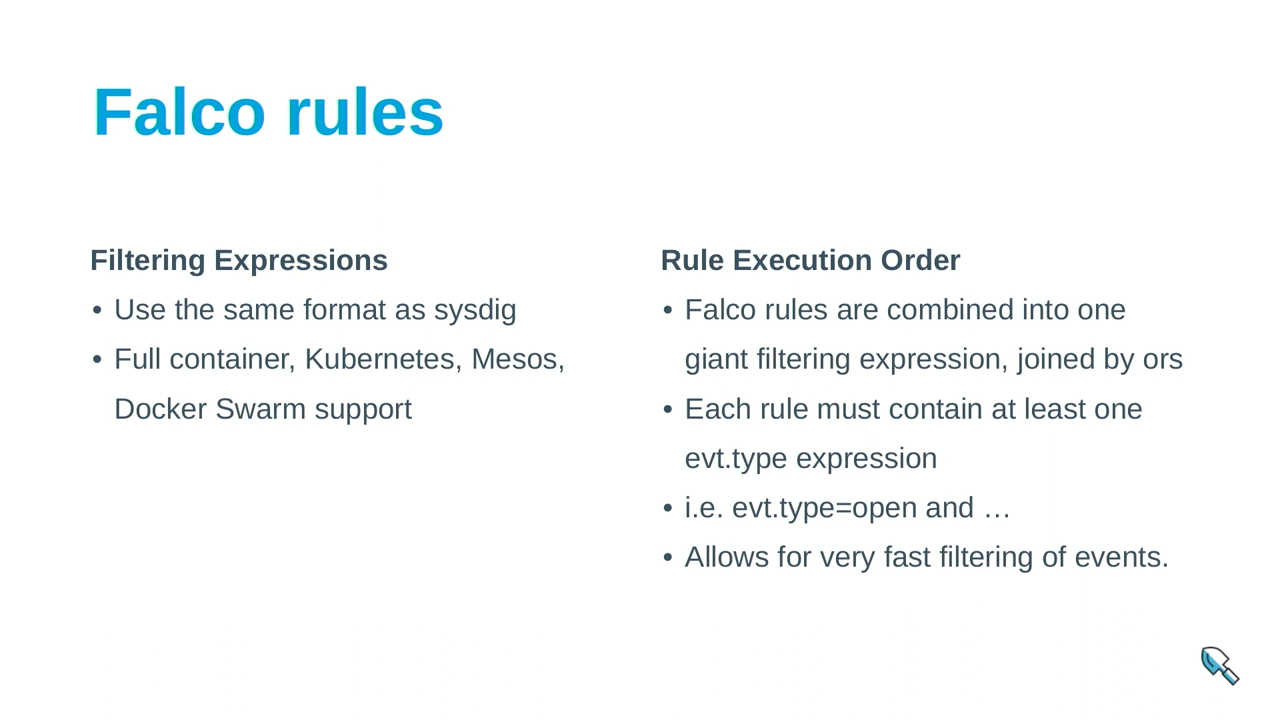 Falco rules
Filtering Expressions
• Use the same format as sysdig
• Full container, Kubernetes, Mesos,
Docker Swarm support
Rule Execution Order
• Falco rules are combined into one
giant filtering expression, joined by ors
• Each rule must contain at least one
evt.type expression
• i.e. evt.type=open and …
• Allows for very fast filtering of events.